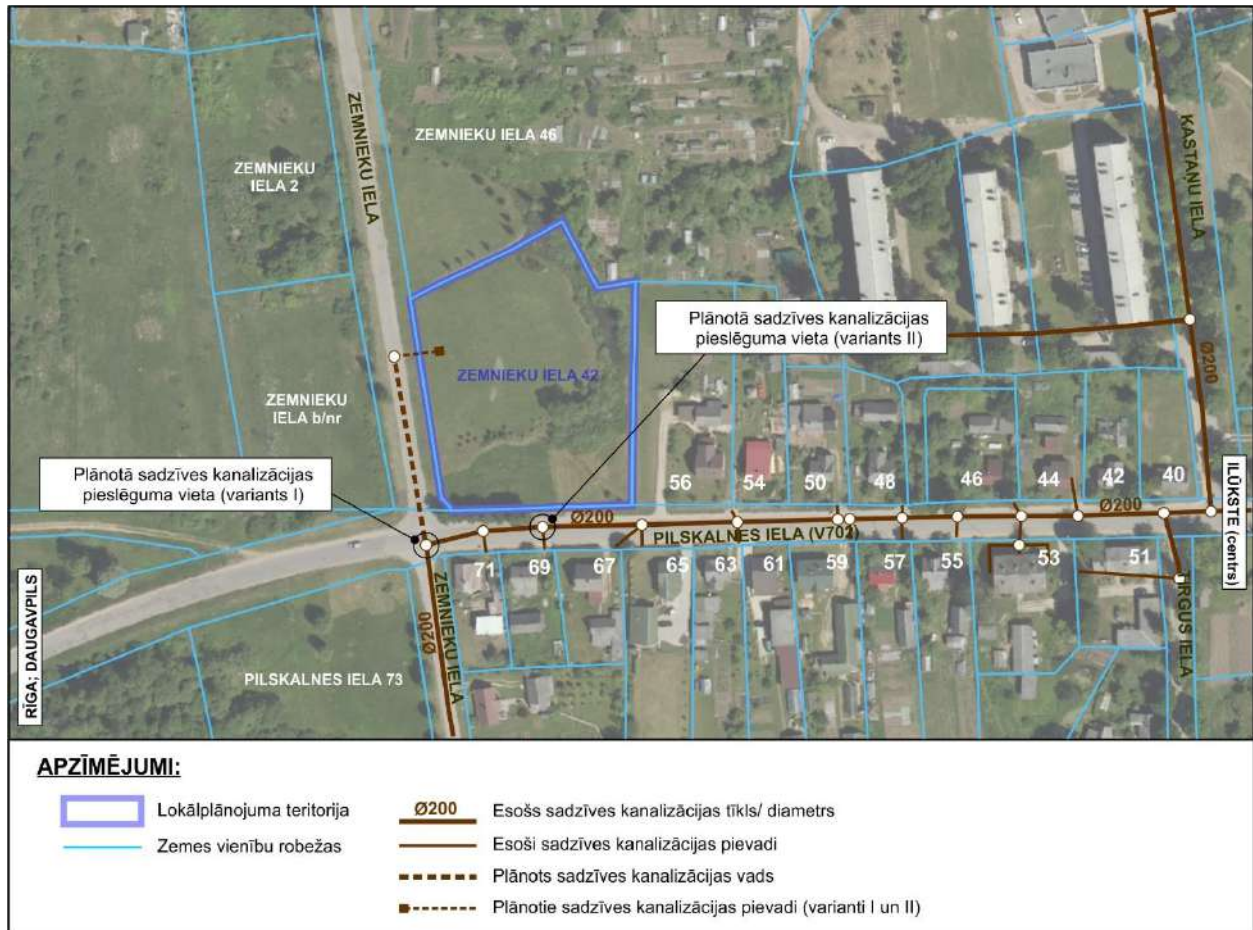 ZEMNIEKU IELA
ZEMNIEKU IELA 46
ZEMNIEKU
IELA 2
KASTAŅU IELA
Plānotā sadzīves kanalizācijas
pieslēguma vieta (variants II)
ZEMNIEKU IELA 42
Ø200
ZEMNIEKU
IELA b/nr
Plānotā sadzīves kanalizācijas
pieslēguma vieta (variants I)
56
54
50
48
46
44
42
40
ILŪKSTE (centrs)
Ø200
PILSKALNES IELA (V702)
Ø200
71
69
67
65
63
61
59
57
55
53
51
TIRGUS IELA
RĪGA; DAUGAVPILS
Ø200
ZEMNIEKU IELA
PILSKALNES IELA 73
APZĪMĒJUMI:
Lokālplānojuma teritorija
Zemes vienību robežas
Ø200 Esošs sadzīves kanalizācijas tīkls/ diametrs
Esoši sadzīves kanalizācijas pievadi
Plānots sadzīves kanalizācijas vads
Plānotie sadzīves kanalizācijas pievadi (varianti I un II)